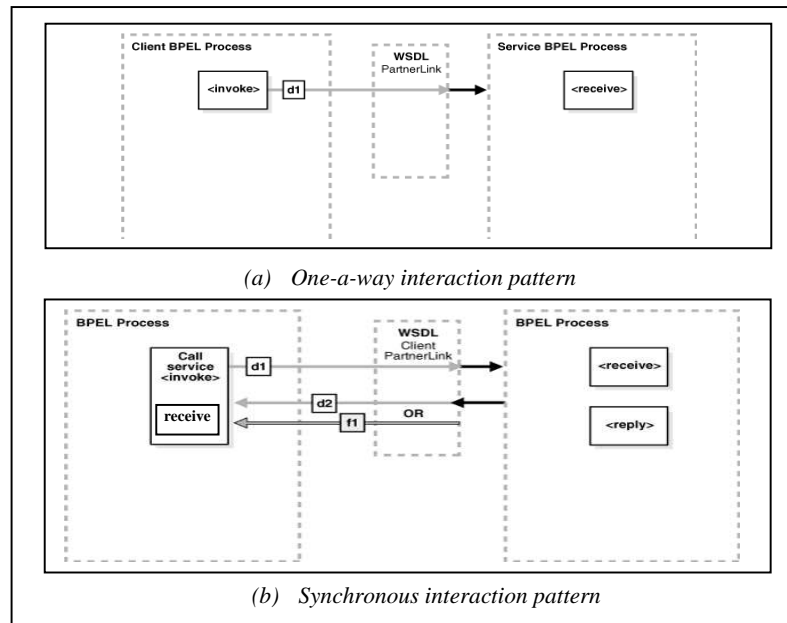 Client BPEL Process
WSDL
PartnerLink
Service BPEL Process
<invoke>
d1
<receive>
(a) One-a-way interaction pattern
BPEL Process
WSDL
Client
PartnerLink
BPEL Process
Call
service
<invoke>
d1
<receive>
receive
d2
OR
f1
<reply>
(b) Synchronous interaction pattern